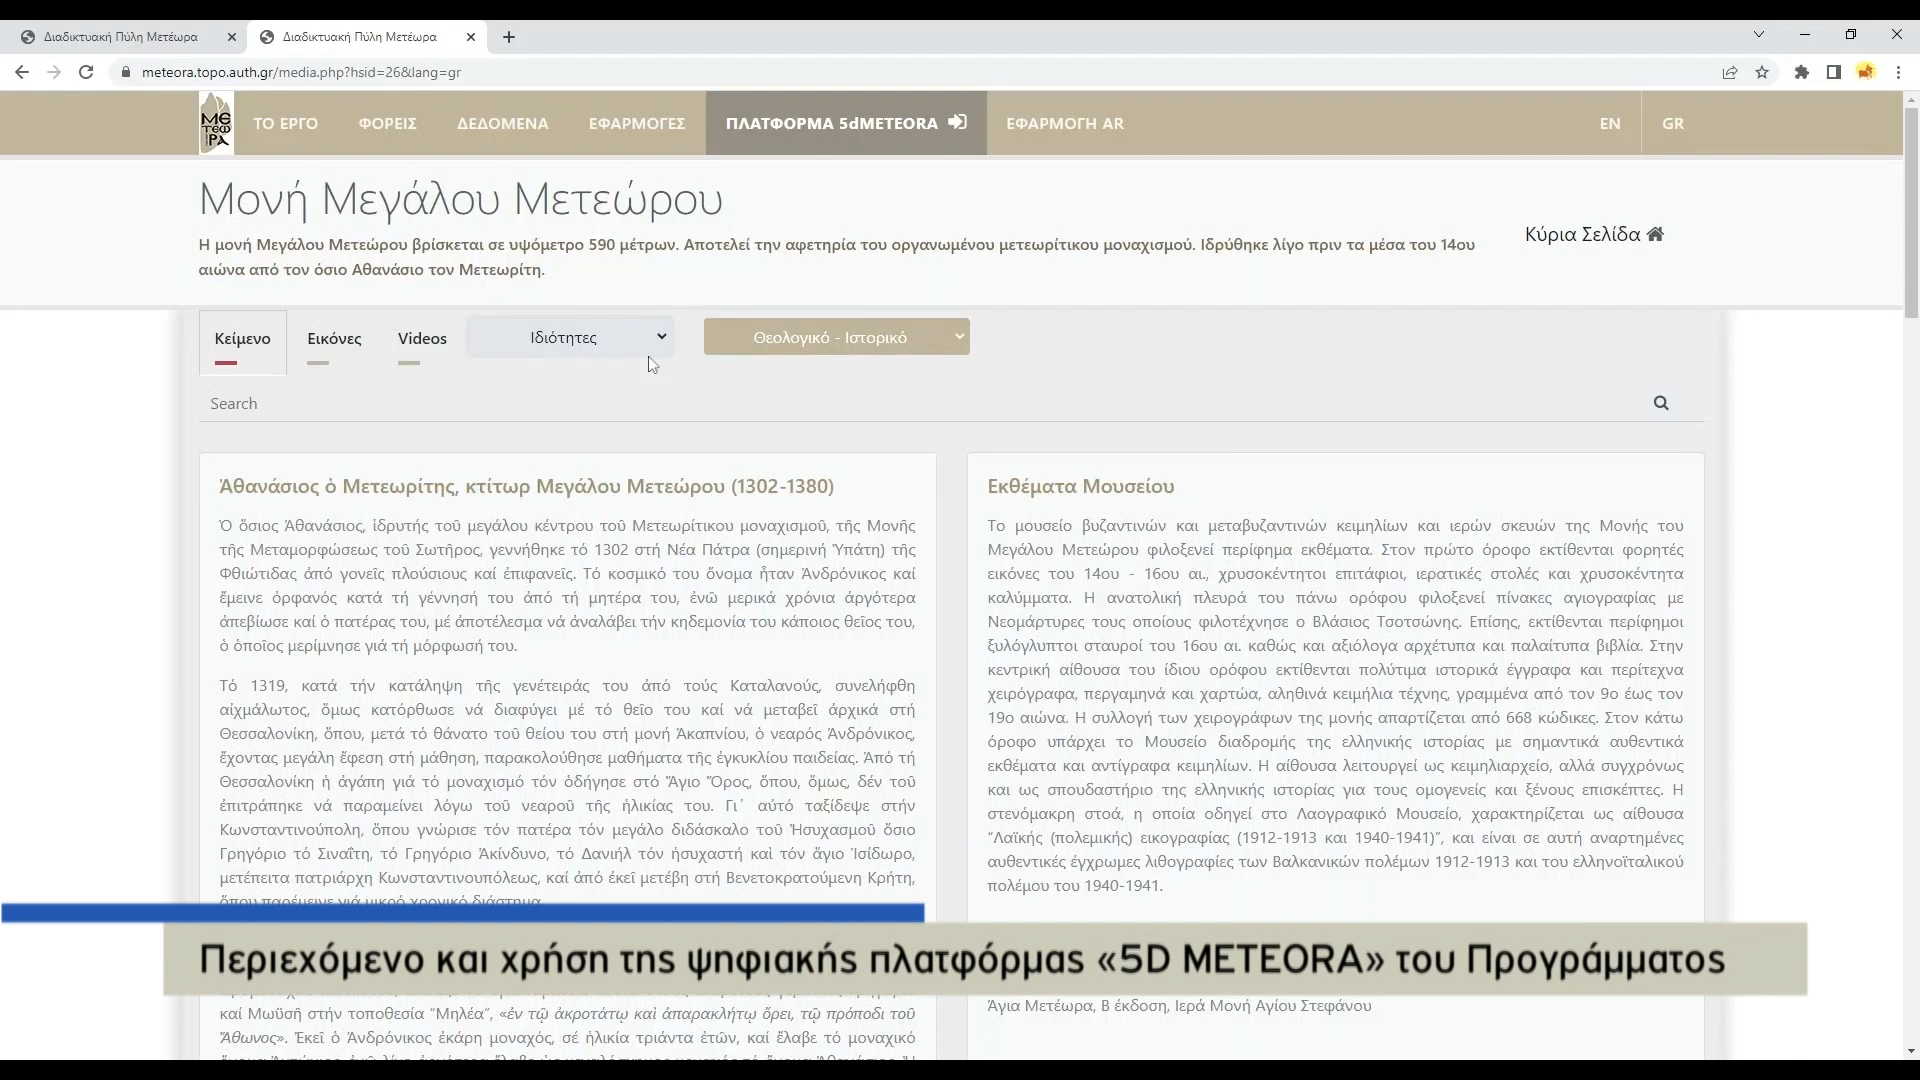 Διαδικτυακή Πύλη Μετέωρα
Διαδικτυακή Πύλη Μετέωρα
meteora.topo.auth.gr/media.php?hsid=26&lang=gr
ΜΕ
ΤΕΩ
ΡΑ
ΤΟ ΕΡΓΟ
ΦΟΡΕΙΣ
ΔΕΔΟΜΕΝΑ
ΕΦΑΡΜΟΓΕΣ
ΠΛΑΤΦΟΡΜΑ 5dΜΕΤΕΟRΑ
ΕΦΑΡΜΟΓΗ AR
EN
GR
Μονή Μεγάλου Μετεώρου
Η μονή Μεγάλου Μετεώρου βρίσκεται σε υψόμετρο 590 μέτρων. Αποτελεί την αφετηρία του οργανωμένου μετεωρίτικου μοναχισμού. Ιδρύθηκε λίγο πριν τα μέσα του 14ου
αιώνα από τον όσιο Αθανάσιο τον Μετεωρίτη.
Κύρια Σελίδα
Κείμενο
Εικόνες
Videos
Ιδιότητες
Θεολογικό - Ιστορικό
Search
Ἀθανάσιος ὁ Μετεωρίτης, κτίτωρ Μεγάλου Μετεώρου (1302-1380)
Ὁ ὅσιος Ἀθανάσιος, ἱδρυτής τοῦ μεγάλου κέντρου τοῦ Μετεωρίτικου μοναχισμοῦ, τῆς Μονῆς
τῆς Μεταμορφώσεως τοῦ Σωτῆρος, γεννήθηκε τό 1302 στή Νέα Πάτρα (σημερινή Ὑπάτη) τῆς
Φθιώτιδας ἀπό γονεῖς πλούσιους καί ἐπιφανεῖς. Τό κοσμικό του ὄνομα ἦταν Ἀνδρόνικος καί
ἔμεινε ὀρφανός κατά τή γέννησή του ἀπό τή μητέρα του, ἐνῶ μερικά χρόνια ἀργότερα
ἀπεβίωσε καί ὁ πατέρας του, μέ ἀποτέλεσμα νά ἀναλάβει τήν κηδεμονία του κάποιος θεῖος του,
ὁ ὁποῖος μερίμνησε γιά τή μόρφωσή του.
Τό 1319, κατά τήν κατάληψη τῆς γενέτειράς του ἀπό τούς Καταλανούς, συνελήφθη
αἰχμάλωτος, ὅμως κατόρθωσε νά διαφύγει μέ τό θεῖο του καί νά μεταβεῖ ἀρχικά στή
Θεσσαλονίκη, ὅπου, μετά τό θάνατο τοῦ θείου του στή μονή Ἀκαπνίου, ὁ νεαρός Ἀνδρόνικος,
ἔχοντας μεγάλη ἔφεση στή μάθηση, παρακολούθησε μαθήματα τῆς ἐγκυκλίου παιδείας. Ἀπό τή
Θεσσαλονίκη ἡ ἀγάπη γιά τό μοναχισμό τόν ὁδήγησε στό Ἅγιο Ὄρος, ὅπου, ὅμως, δέν τοῦ
ἐπιτράπηκε νά παραμείνει λόγω τοῦ νεαροῦ τῆς ἡλικίας του. Γι᾽ αὐτό ταξίδεψε στήν
Κωνσταντινούπολη, ὅπου γνώρισε τόν πατέρα τόν μεγάλο διδάσκαλο τοῦ Ἡσυχασμοῦ ὅσιο
Γρηγόριο τό Σιναΐτη, τό Γρηγόριο Ἀκίνδυνο, τό Δανιήλ τόν ἡσυχαστή καὶ τόν ἅγιο Ἰσίδωρο,
μετέπειτα πατριάρχη Κωνσταντινουπόλεως, καί ἀπό ἐκεῖ μετέβη στή Βενετοκρατούμενη Κρήτη,
ὅπου παρέμεινε γιά μικρό χρονικό διάστημα.
καί Μωϋσῆ στήν τοποθεσία "Μηλέα", «ἐν τῷ ἀκροτάτῳ καὶ ἀπαρακλήτῳ ὄρει, τῷ πρόποδι τοῦ
Ἄθωνος». Ἐκεῖ ὁ Ἀνδρόνικος ἐκάρη μοναχός, σέ ἡλικία τριάντα ἐτῶν, καί ἔλαβε τό μοναχικό
Εκθέματα Μουσείου
Το μουσείο βυζαντινών και μεταβυζαντινών κειμηλίων και ιερών σκευών της Μονής του
Μεγάλου Μετεώρου φιλοξενεί περίφημα εκθέματα. Στον πρώτο όροφο εκτίθενται φορητές
εικόνες του 14ου - 16ου αι., χρυσοκέντητοι επιτάφιοι, ιερατικές στολές και χρυσοκέντητα
καλύμματα. Η ανατολική πλευρά του πάνω ορόφου φιλοξενεί πίνακες αγιογραφίας με
Νεομάρτυρες τους οποίους φιλοτέχνησε ο Βλάσιος Τσοτσώνης. Επίσης, εκτίθενται περίφημοι
ξυλόγλυπτοι σταυροί του 16ου αι. καθώς και αξιόλογα αρχέτυπα και παλαίτυπα βιβλία. Στην
κεντρική αίθουσα του ίδιου ορόφου εκτίθενται πολύτιμα ιστορικά έγγραφα και περίτεχνα
χειρόγραφα, περγαμηνά και χαρτώα, αληθινά κειμήλια τέχνης, γραμμένα από τον 9ο έως τον
19ο αιώνα. Η συλλογή των χειρογράφων της μονής απαρτίζεται από 668 κώδικες. Στον κάτω
όροφο υπάρχει το Μουσείο διαδρομής της ελληνικής ιστορίας με σημαντικά αυθεντικά
εκθέματα και αντίγραφα κειμηλίων. Η αίθουσα λειτουργεί ως κειμηλιαρχείο, αλλά συγχρόνως
και ως σπουδαστήριο της ελληνικής ιστορίας για τους ομογενείς και ξένους επισκέπτες. Η
στενόμακρη στοά, η οποία οδηγεί στο Λαογραφικό Μουσείο, χαρακτηρίζεται ως αίθουσα
"Λαϊκής (πολεμικής) εικογραφίας (1912-1913 και 1940-1941)", και είναι σε αυτή αναρτημένες
αυθεντικές έγχρωμες λιθογραφίες των Βαλκανικών πολέμων 1912-1913 και του ελληνοϊταλικού
πολέμου του 1940-1941.
Άγια Μετέωρα, Β έκδοση, Ιερά Μονή Αγίου Στεφάνου
Περιεχόμενο και χρήση της ψηφιακής πλατφόρμας «5D METEORA» του Προγράμματος